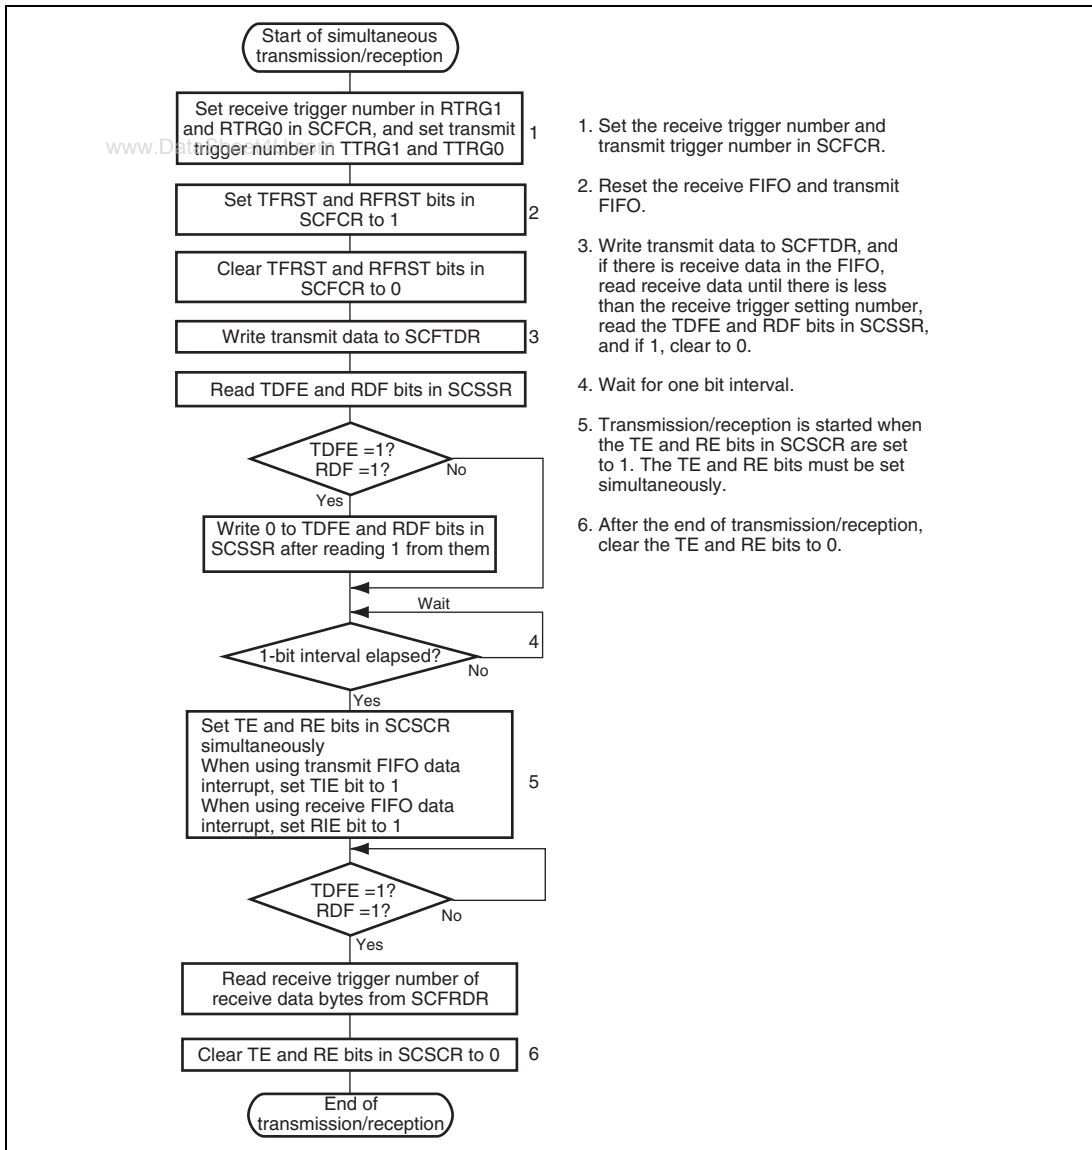 Start of simultaneous
transmission/reception
Set receive trigger number in RTRG1
and RTRG0 in SCFCR, and set transmit
trigger number in TTRG1 and TTRG0
1
www.DataSheet4U.com
Set TFRST and RFRST bits in
SCFCR to 1
2
Clear TFRST and RFRST bits in
SCFCR to 0
Write transmit data to SCFTDR
3
Read TDFE and RDF bits in SCSSR
TDFE =1?
RDF =1?
No
Yes
Write 0 to TDFE and RDF bits in
SCSSR after reading 1 from them
Wait
1-bit interval elapsed?
4
No
Yes
Set TE and RE bits in SCSCR
simultaneously
When using transmit FIFO data
interrupt, set TIE bit to 1
When using receive FIFO data
interrupt, set RIE bit to 1
5
TDFE =1?
RDF =1?
No
Yes
Read receive trigger number of
receive data bytes from SCFRDR
Clear TE and RE bits in SCSCR to 0
6
End of
transmission/reception
1. Set the receive trigger number and
transmit trigger number in SCFCR.
2. Reset the receive FIFO and transmit
FIFO.
3. Write transmit data to SCFTDR, and
if there is receive data in the FIFO,
read receive data until there is less
than the receive trigger setting number,
read the TDFE and RDF bits in SCSSR,
and if 1, clear to 0.
4. Wait for one bit interval.
5. Transmission/reception is started when
the TE and RE bits in SCSCR are set
to 1. The TE and RE bits must be set
simultaneously.
6. After the end of transmission/reception,
clear the TE and RE bits to 0.